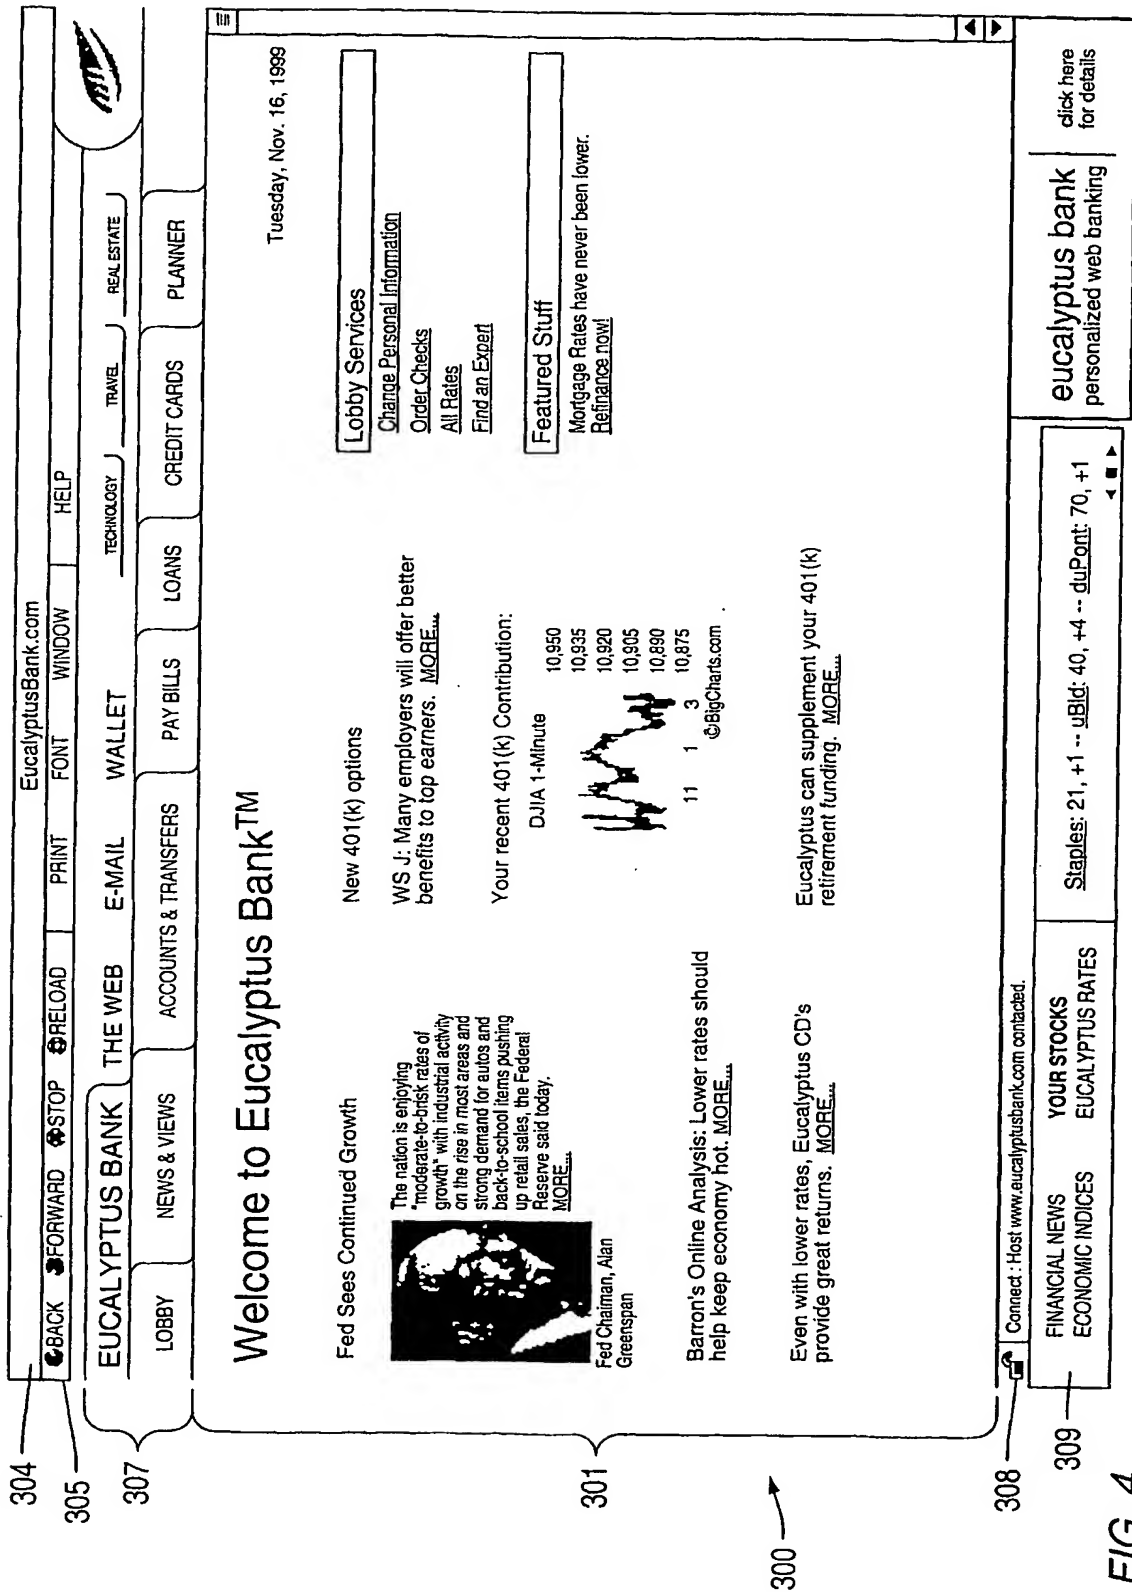 304
EucalyptusBank.com
305
BACK FORWARD STOP RELOAD PRINT FONT WINDOW HELP
307
EUCALYPTUS BANK THE WEB E-MAIL WALLET TECHNOLOGY TRAVEL REAL ESTATE
LOBBY NEWS & VIEWS ACCOUNTS & TRANSFERS PAY BILLS LOANS CREDIT CARDS PLANNER
Welcome to Eucalyptus Bank™
Tuesday, Nov. 16, 1999
301
Fed Sees Continued Growth
The nation is enjoying
"moderate-to-brisk rates of
growth" with industrial activity
on the rise in most areas and
strong demand for autos and
back-to-school items pushing
up retail sales, the Federal
Reserve said today.
MORE...
Fed Chaiman, Alan
Greenspan
Barron's Online Analysis: Lower rates should
help keep economy hot. MORE...
Even with lower rates, Eucalyptus CD's
provide great returns. MORE...
New 401(k) options
WS J: Many employers will offer better
benefits to top earners. MORE...
Your recent 401(k) Contribution:
DJIA 1-Minute
10,950
10,935
10,920
10,905
10,890
10,875
11 1 3
©BigCharts.com
Eucalyptus can supplement your 401(k)
retirement funding. MORE...
Lobby Services
Change Personal Information
Order Checks
All Rates
Find an Expert
Featured Stuff
Mortgage Rates have never been lower.
Refinance now!
300
308
Connect : Host www.eucalyptusbank.com contacted.
309
FINANCIAL NEWS YOUR STOCKS
ECONOMIC INDICES EUCALYPTUS RATES
Staples: 21, +1 -- uBid: 40, +4 -- duPont: 70, +1
eucalyptus bank
personalized web banking
click here
for details
FIG. 4